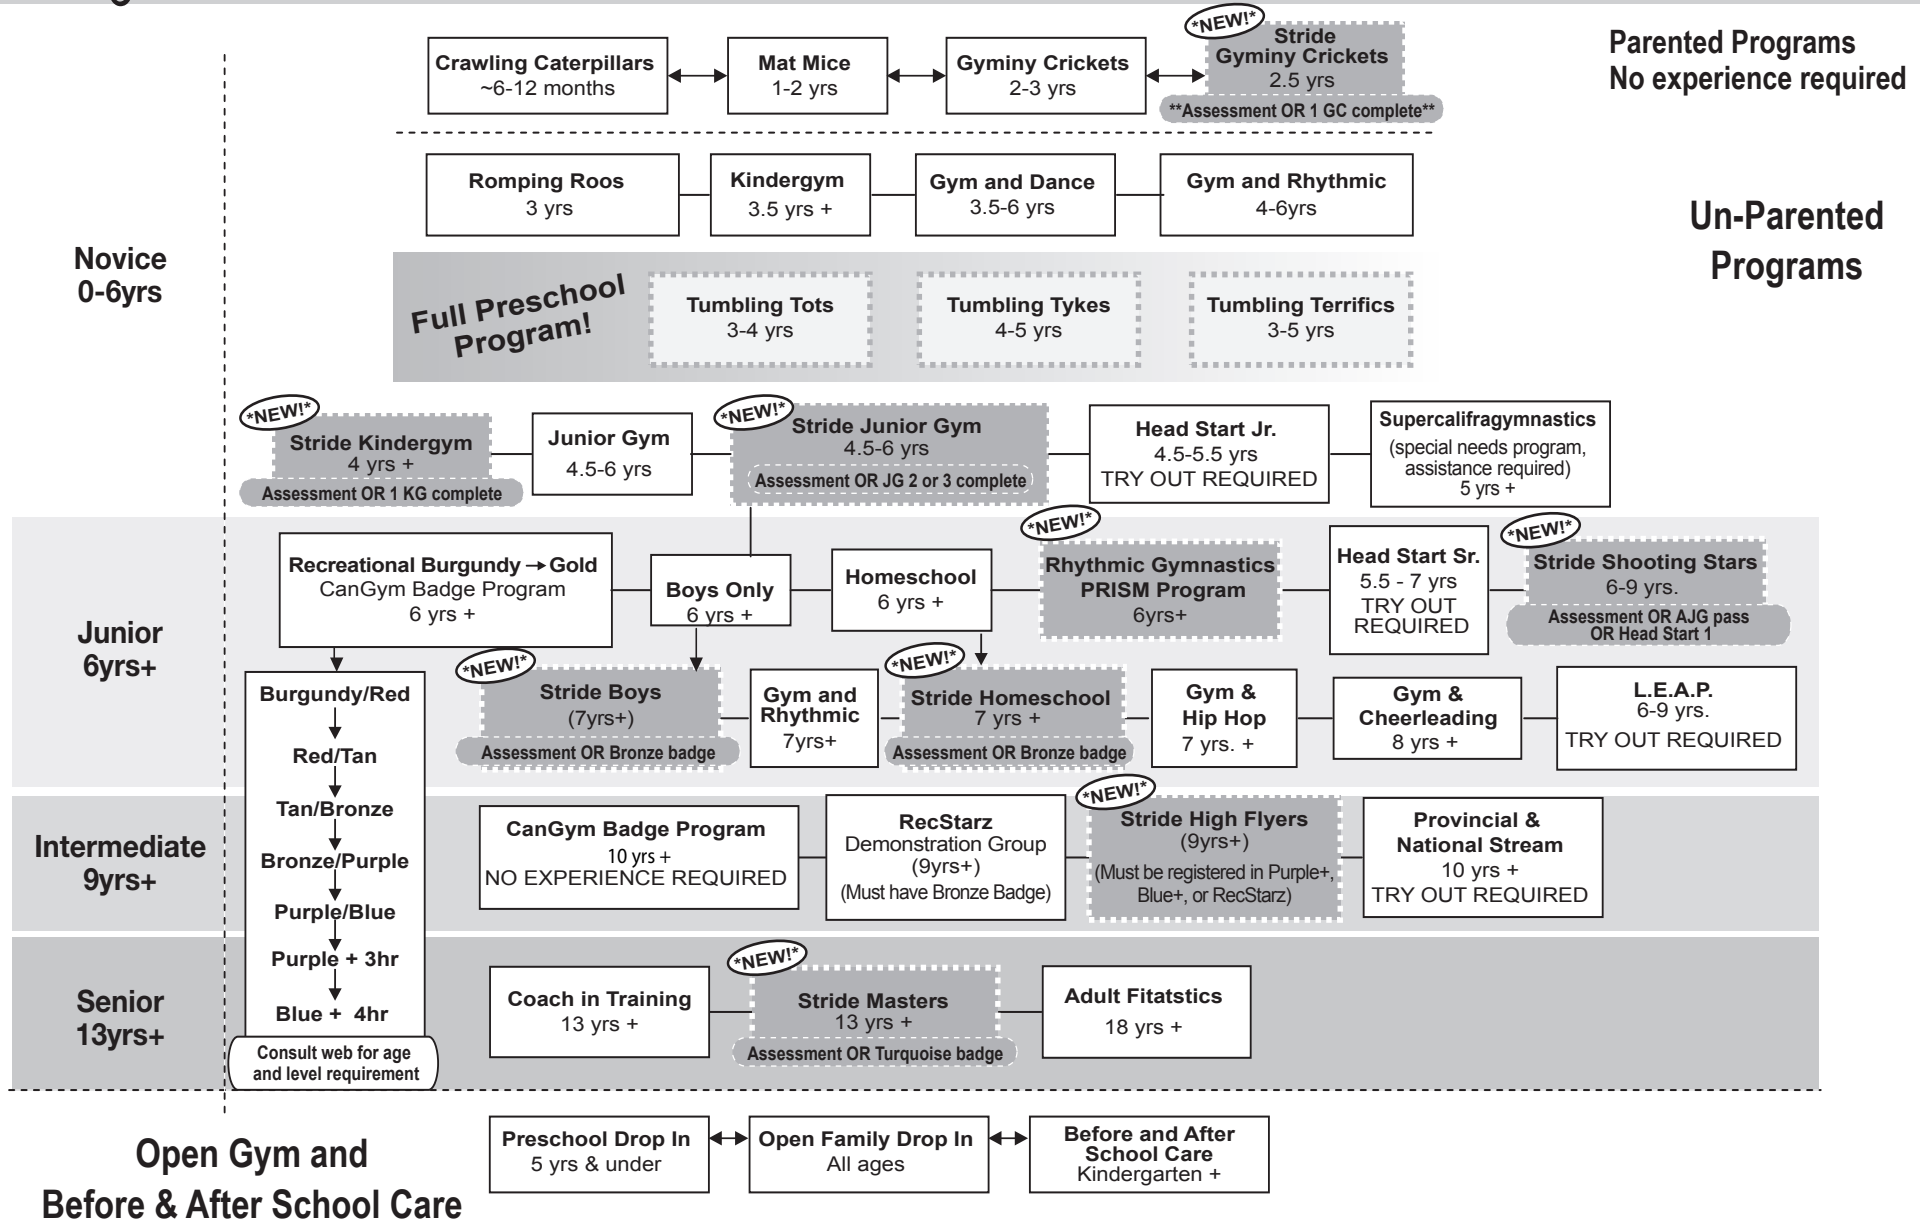 *NEW!*
Crawling Caterpillars
~6-12 months
Mat Mice
1-2 yrs
Gyminy Crickets
2-3 yrs
Stride
Gyminy Crickets
2.5 yrs
**Assessment OR 1 GC complete**
Parented Programs
No experience required
Romping Roos
3 yrs
Kindergym
3.5 yrs +
Gym and Dance
3.5-6 yrs
Gym and Rhythmic
4-6yrs
Un-Parented
Programs
Novice
0-6yrs
Full Preschool
Program!
Tumbling Tots
3-4 yrs
Tumbling Tykes
4-5 yrs
Tumbling Terrifics
3-5 yrs
*NEW!*
Stride Kindergym
4 yrs +
Assessment OR 1 KG complete
Junior Gym
4.5-6 yrs
*NEW!*
Stride Junior Gym
4.5-6 yrs
Assessment OR JG 2 or 3 complete
Head Start Jr.
4.5-5.5 yrs
TRY OUT REQUIRED
Supercalifragymnastics
(special needs program,
assistance required)
5 yrs +
Junior
6yrs+
Recreational Burgundy → Gold
CanGym Badge Program
6 yrs +
Boys Only
6 yrs +
Homeschool
6 yrs +
*NEW!*
Rhythmic Gymnastics
PRISM Program
6yrs+
Head Start Sr.
5.5 - 7 yrs
TRY OUT
REQUIRED
*NEW!*
Stride Shooting Stars
6-9 yrs.
Assessment OR AJG pass
OR Head Start 1
Burgundy/Red
Red/Tan
Tan/Bronze
Bronze/Purple
Purple/Blue
Purple + 3hr
Blue + 4hr
Consult web for age
and level requirement
*NEW!*
Stride Boys
(7yrs+)
Assessment OR Bronze badge
Gym and
Rhythmic
7yrs+
*NEW!*
Stride Homeschool
7 yrs +
Assessment OR Bronze badge
Gym &
Hip Hop
7 yrs. +
Gym &
Cheerleading
8 yrs +
L.E.A.P.
6-9 yrs.
TRY OUT REQUIRED
Intermediate
9yrs+
CanGym Badge Program
10 yrs +
NO EXPERIENCE REQUIRED
RecStarz
Demonstration Group
(9yrs+)
(Must have Bronze Badge)
*NEW!*
Stride High Flyers
(9yrs+)
(Must be registered in Purple+,
Blue+, or RecStarz)
Provincial &
National Stream
10 yrs +
TRY OUT REQUIRED
Senior
13yrs+
Coach in Training
13 yrs +
*NEW!*
Stride Masters
13 yrs +
Assessment OR Turquoise badge
Adult Fitatstics
18 yrs +
Open Gym and
Before & After School Care
Preschool Drop In
5 yrs & under
Open Family Drop In
All ages
Before and After
School Care
Kindergarten +